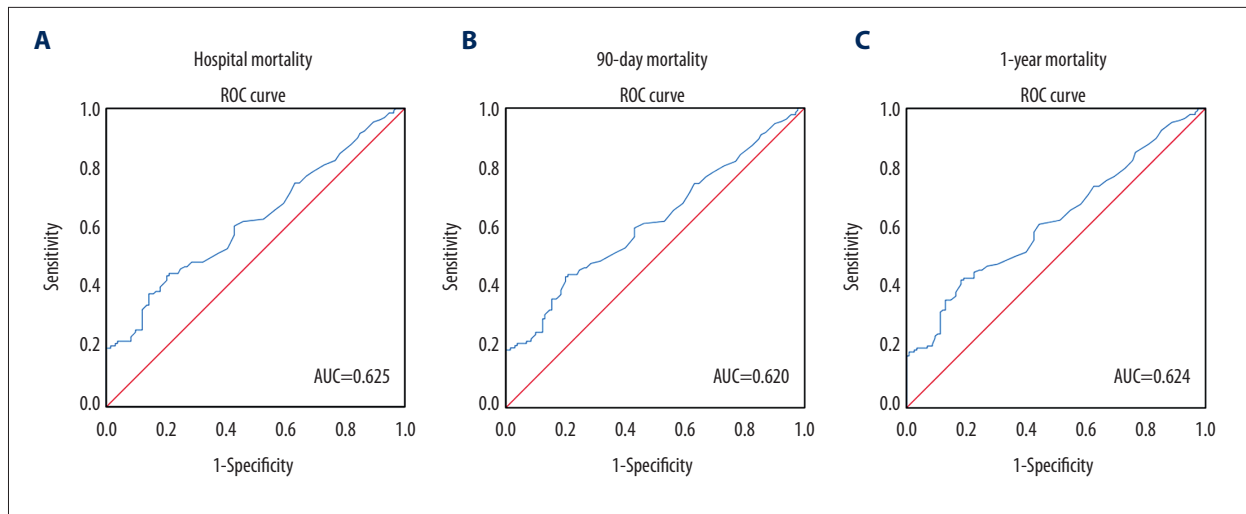 A
Hospital mortality
ROC curve
1.0
0.8
0.6
0.4
0.2
0.0
Sensitivity
0.0 0.2 0.4 0.6 0.8 1.0
1-Specificity
AUC=0.625
B
90-day mortality
ROC curve
1.0
0.8
0.6
0.4
0.2
0.0
Sensitivity
0.0 0.2 0.4 0.6 0.8 1.0
1-Specificity
AUC=0.620
C
1-year mortality
ROC curve
1.0
0.8
0.6
0.4
0.2
0.0
Sensitivity
0.0 0.2 0.4 0.6 0.8 1.0
1-Specificity
AUC=0.624